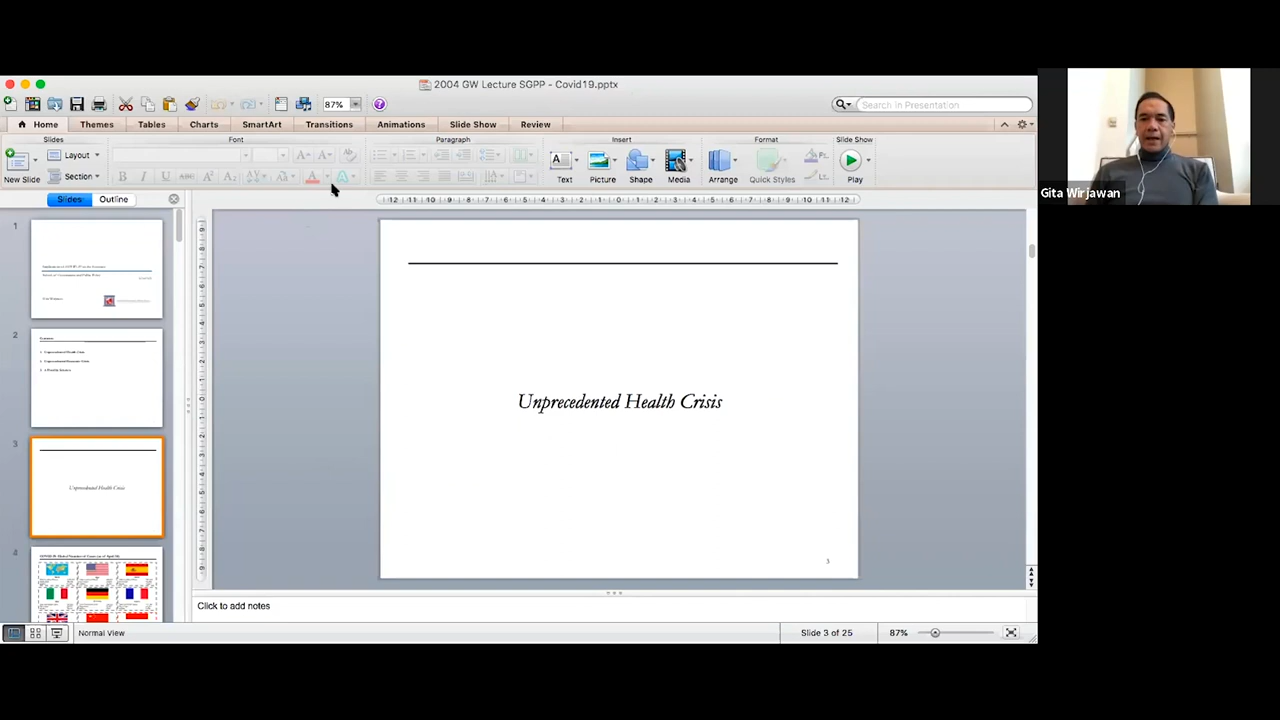 2004 GW Lecture SGPP - Covid19.pptx
87%
Search in Presentation
Home Themes Tables Charts SmartArt Transitions Animations Slide Show Review
Slides Font Paragraph Insert Format Slide Show
New Slide Layout Section
Text Picture Shape Media Arrange Quick Styles Play
Slides Outline
Gita Wirjawan
1
2
3
Unprecedented Health Crisis
4
Unprecedented Health Crisis
3
Click to add notes
Normal View
Slide 3 of 25
87%